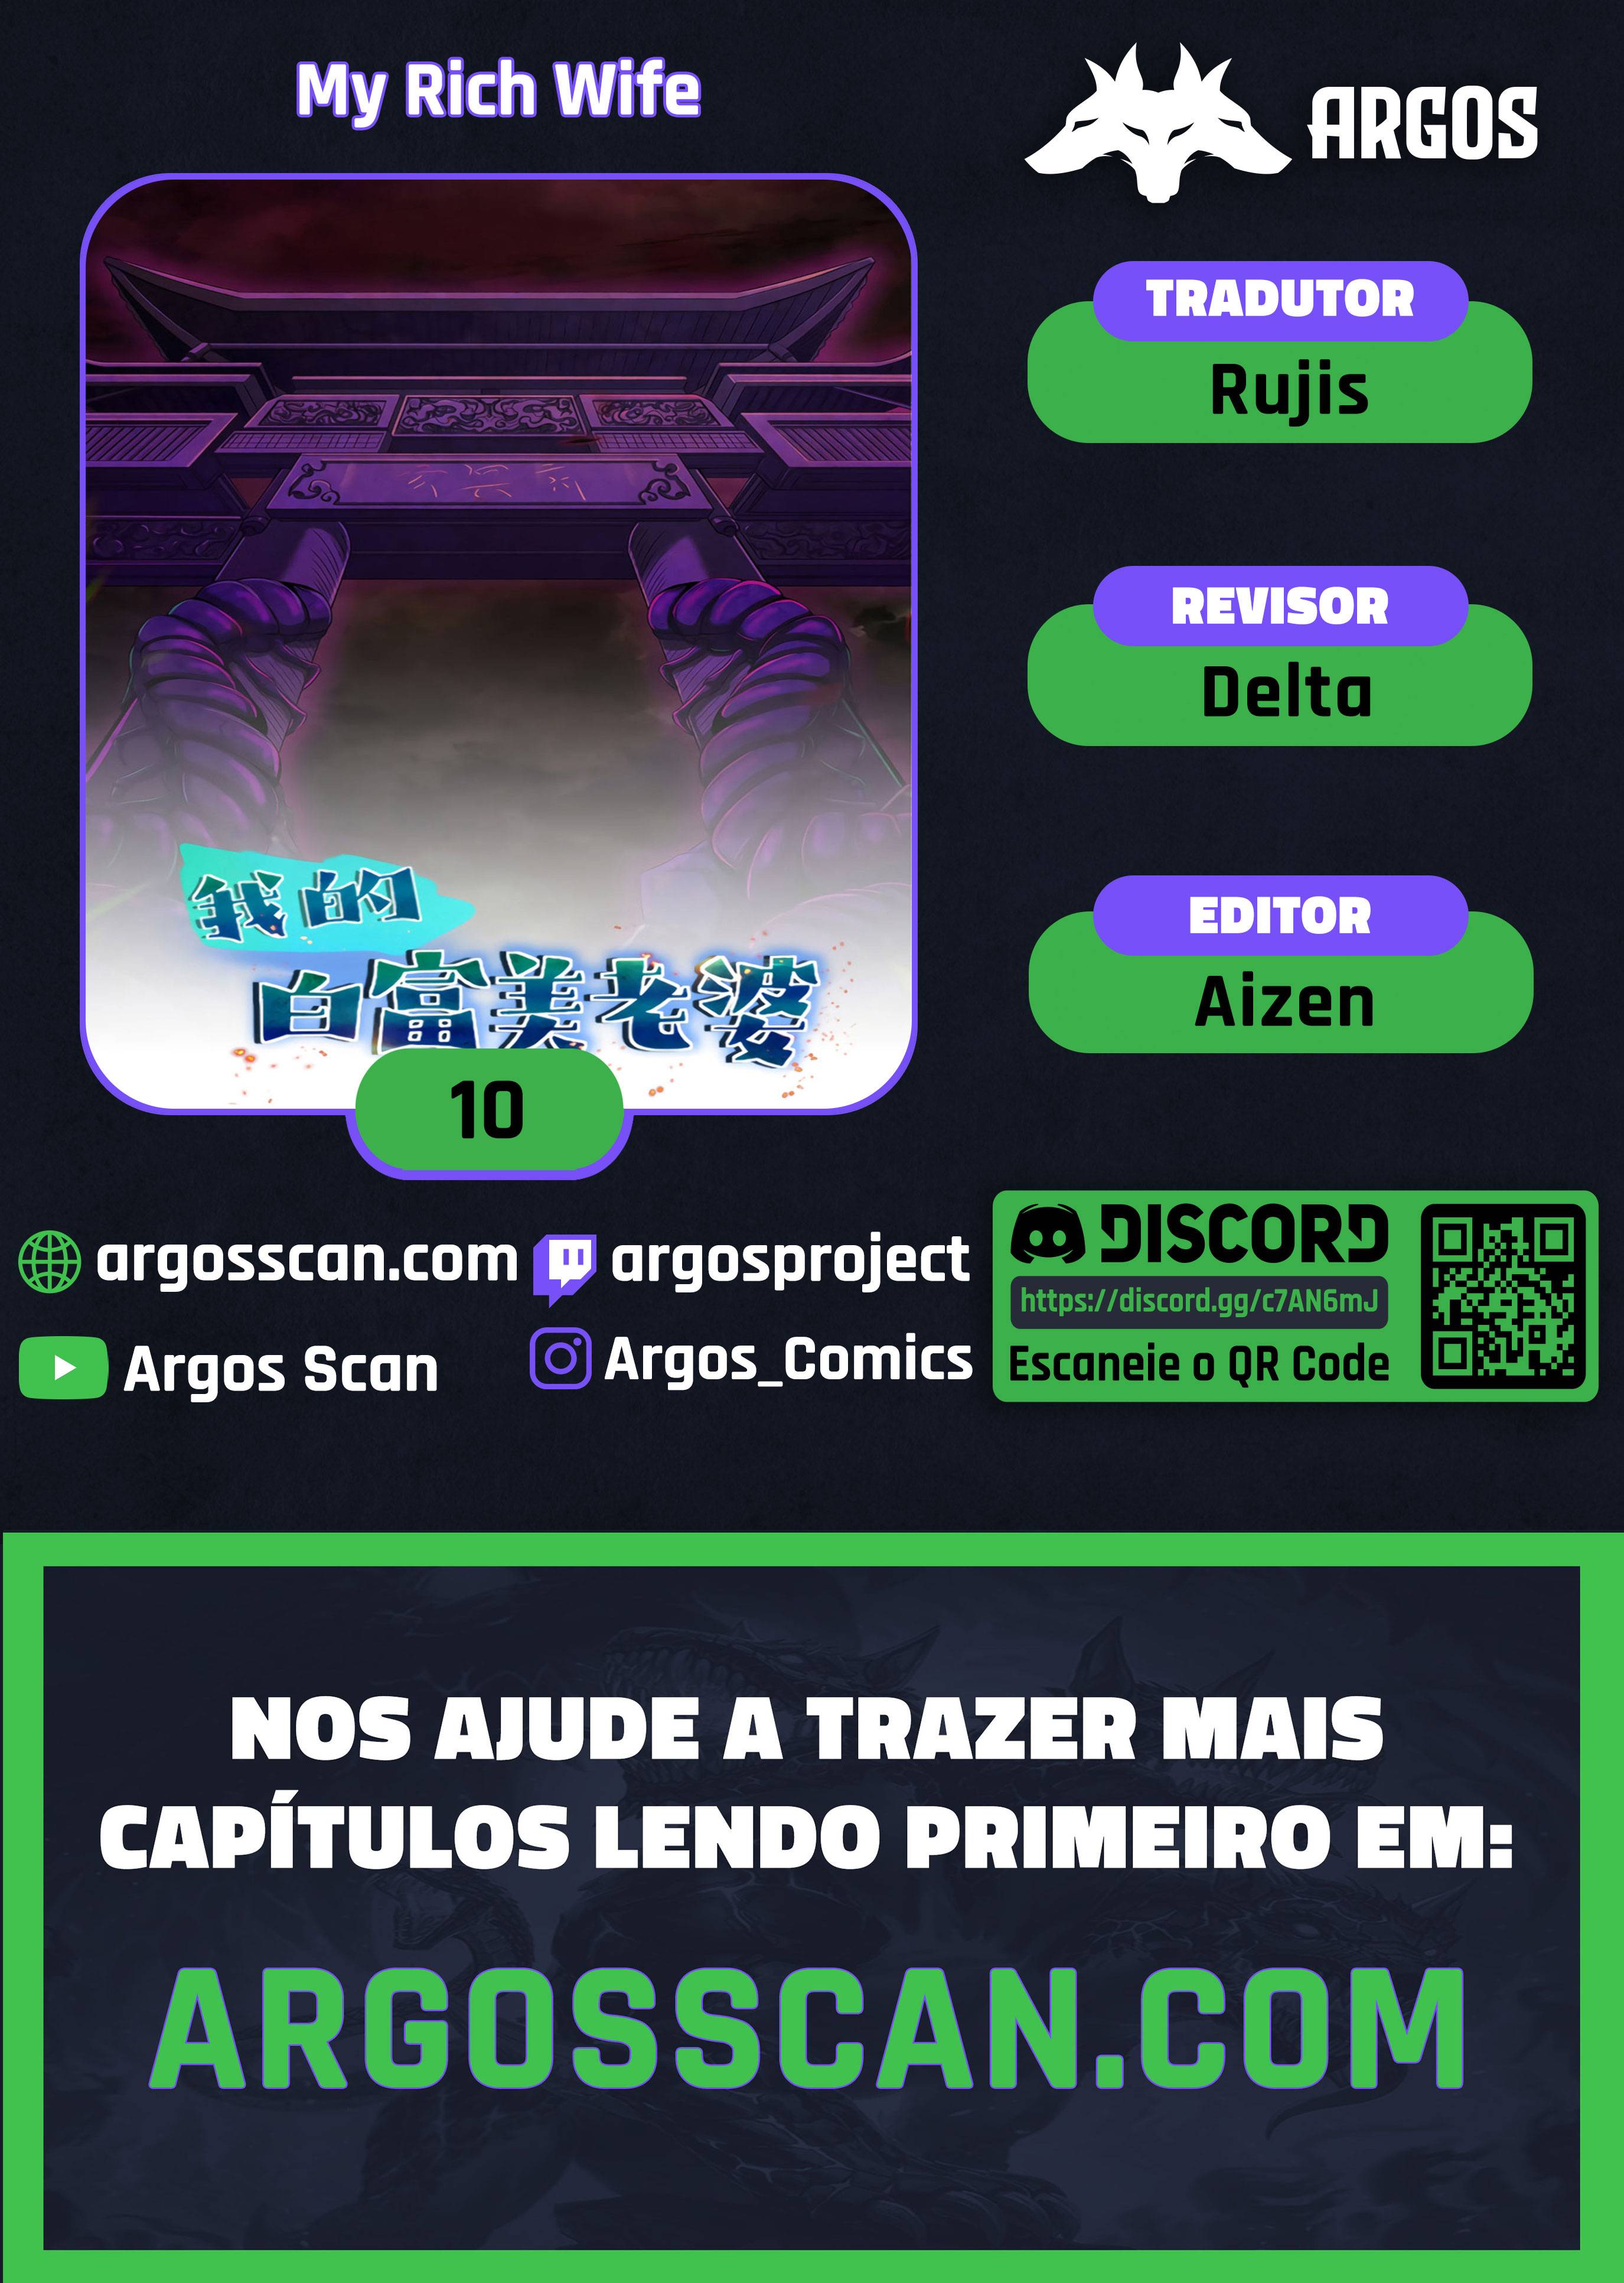 My Rich Wife
ARGOS
TRADUTOR
Rujis
REVISOR
Delta
EDITOR
Aizen
我的
白富美老婆
10
argosscan.com
argosproject
Argos Scan
Argos_Comics
DISCORD
https://discord.gg/c7AN6mJ
Escaneie o QR Code
NOS AJUDE A TRAZER MAIS
CAPÍTULOS LENDO PRIMEIRO EM:
ARGOSSCAN.COM